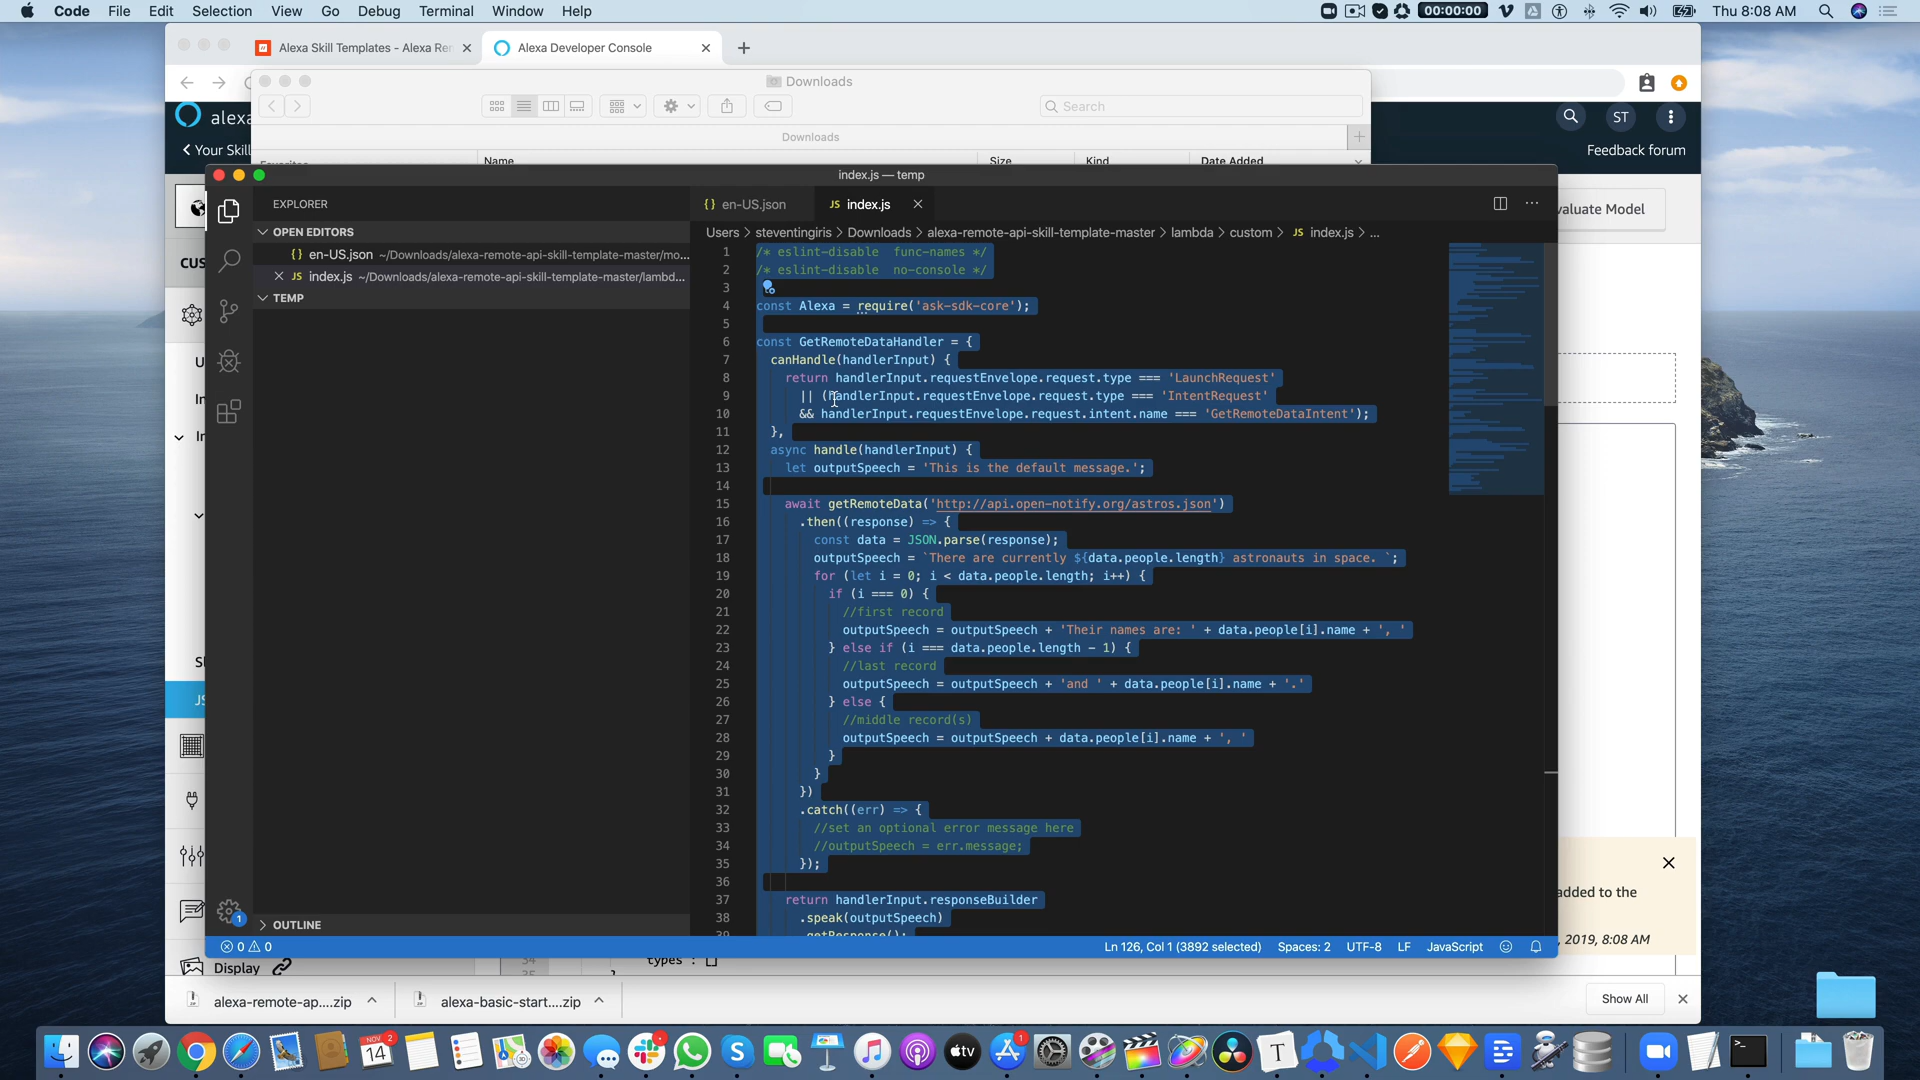 Code File Edit Selection View Go Debug Terminal Window Help 00:00:00 Thu 8:08 AM
Alexa Skill Templates - Alexa Re
Alexa Developer Console
Downloads
Search
alexa
ST
Downloads
Your Skill
Feedback forum
Name Size Kind Date Added
index.js — temp
EXPLORER
{ } en-US.json
JS index.js
valuate Model
OPEN EDITORS
Users > steventingiris > Downloads > alexa-remote-api-skill-template-master > lambda > custom > JS index.js > ...
{ } en-US.json ~/Downloads/alexa-remote-api-skill-template-master/mo...
JS index.js ~/Downloads/alexa-remote-api-skill-template-master/lambd...
TEMP
CUS
1 /* eslint-disable func-names */
2 /* eslint-disable no-console */
3
4 const Alexa = require('ask-sdk-core');
5
6 const GetRemoteDataHandler = {
7 canHandle(handlerInput) {
8 return handlerInput.requestEnvelope.request.type === 'LaunchRequest'
9 || (handlerInput.requestEnvelope.request.type === 'IntentRequest'
10 && handlerInput.requestEnvelope.request.intent.name === 'GetRemoteDataIntent');
11 },
12 async handle(handlerInput) {
13 let outputSpeech = 'This is the default message.';
14
15 await getRemoteData('http://api.open-notify.org/astros.json')
16 .then((response) => {
17 const data = JSON.parse(response);
18 outputSpeech = `There are currently ${data.people.length} astronauts in space. `;
19 for (let i = 0; i < data.people.length; i++) {
20 if (i === 0) {
21 //first record
22 outputSpeech = outputSpeech + 'Their names are: ' + data.people[i].name + ', '
23 } else if (i === data.people.length - 1) {
24 //last record
25 outputSpeech = outputSpeech + 'and ' + data.people[i].name + '.'
26 } else {
27 //middle record(s)
28 outputSpeech = outputSpeech + data.people[i].name + ', '
29 }
30 }
31 })
32 .catch((err) => {
33 //set an optional error message here
34 //outputSpeech = err.message;
35 });
36
37 return handlerInput.responseBuilder
38 .speak(outputSpeech)
39 .getResponse();
OUTLINE
added to the
, 2019, 8:08 AM
0 0 Ln 126, Col 1 (3892 selected) Spaces: 2 UTF-8 LF JavaScript
Display
34 types : []
35
alexa-remote-ap....zip
alexa-basic-start....zip
Show All
NOV
14
2
1
tv